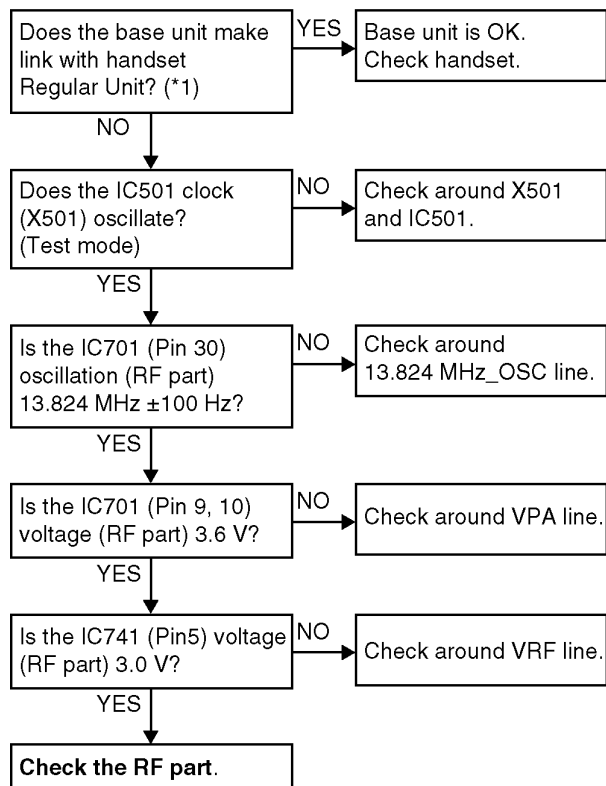 Does the base unit make
link with handset
Regular Unit? (*1)
YES
Base unit is OK.
Check handset.
NO
Does the IC501 clock
(X501) oscillate?
(Test mode)
NO
Check around X501
and IC501.
YES
Is the IC701 (Pin 30)
oscillation (RF part)
13.824 MHz ±100 Hz?
NO
Check around
13.824 MHz_OSC line.
YES
Is the IC701 (Pin 9, 10)
voltage (RF part) 3.6 V?
NO
Check around VPA line.
YES
Is the IC741 (Pin5) voltage
(RF part) 3.0 V?
NO
Check around VRF line.
YES
Check the RF part.